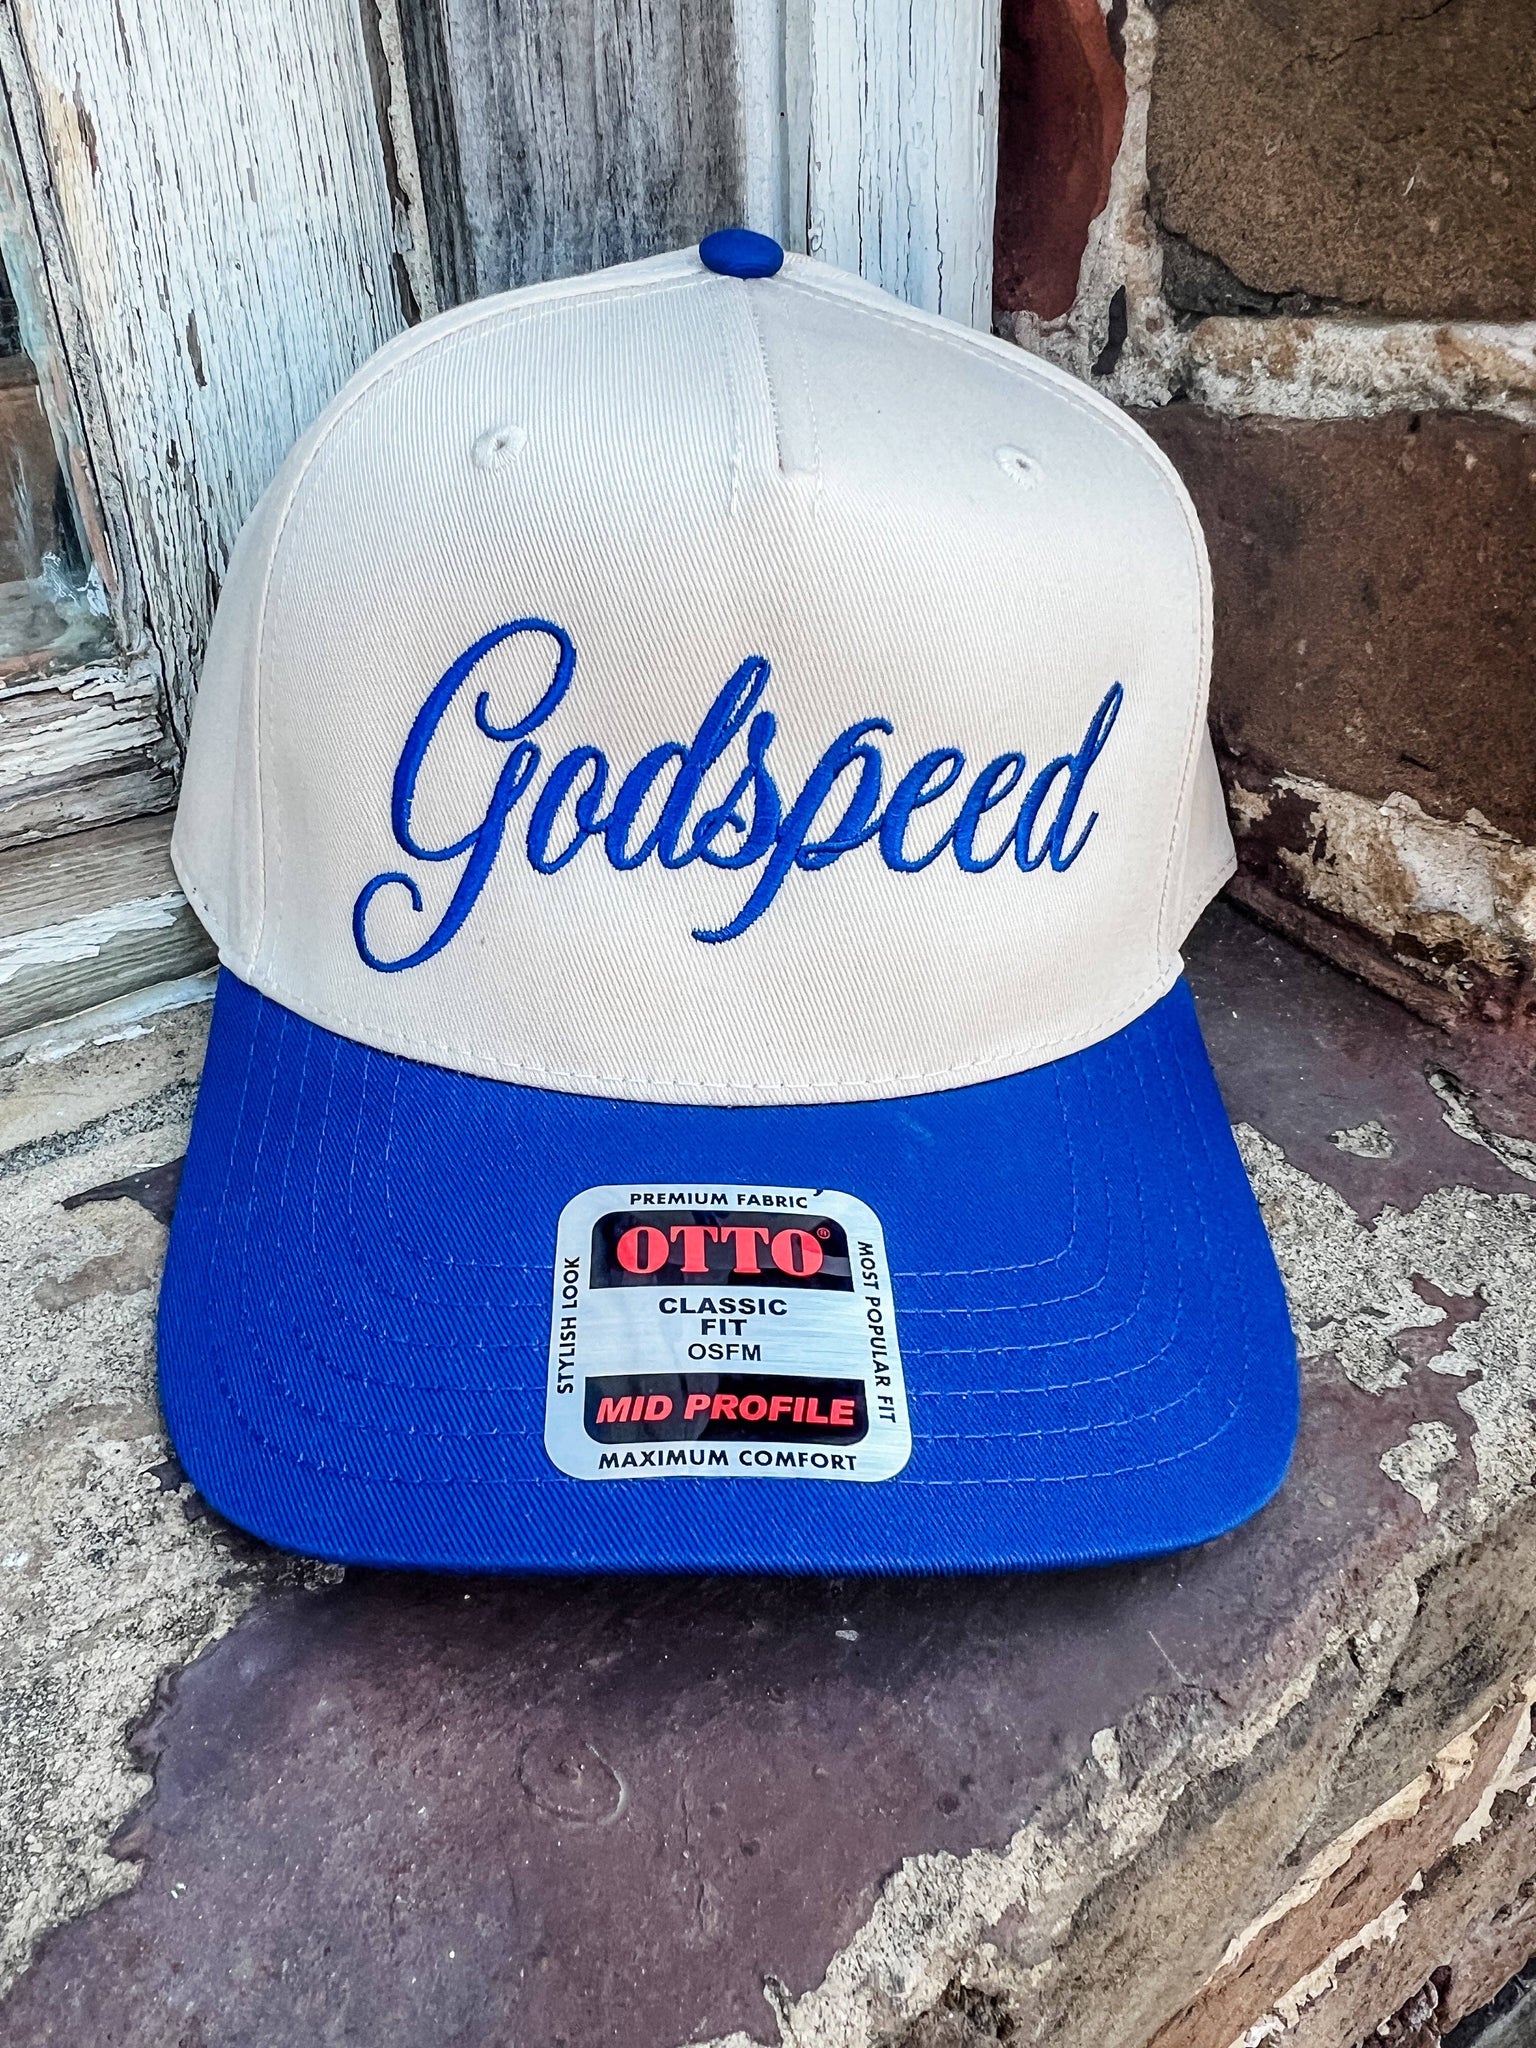 Godspeed
PREMIUM FABRIC
OTTO®
STYLISH LOOK
CLASSIC
FIT
OSFM
MOST POPULAR FIT
MID PROFILE
MAXIMUM COMFORT